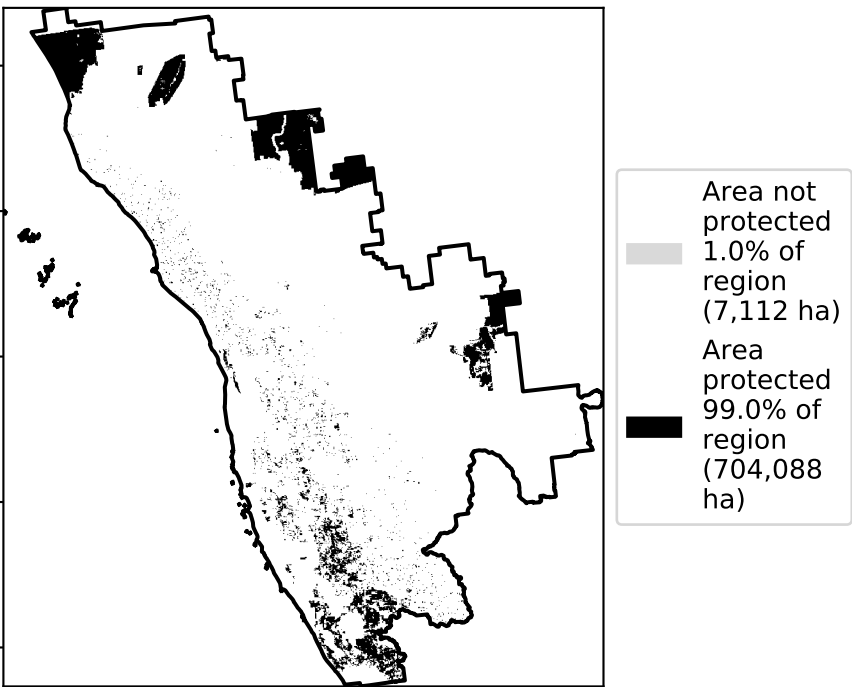 Area not
protected
1.0% of
region
(7,112 ha)
Area
protected
99.0% of
region
(704,088
ha)